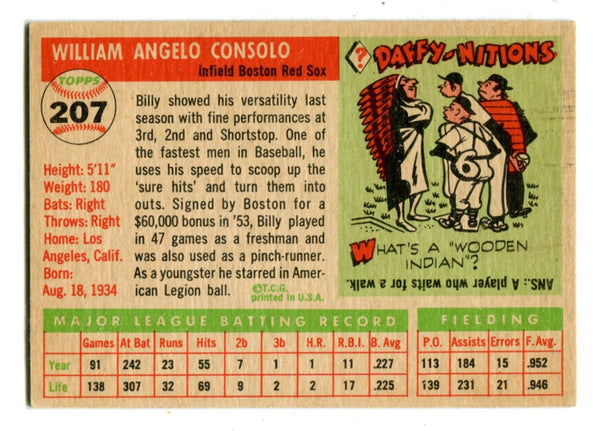 WILLIAM ANGELO CONSOLO
infield Boston Red Sox
TOPPS
207
Height: 5'11"
Weight: 180
Bats: Right
Throws: Right
Home: Los
Angeles, Calif.
Born:
Aug. 18, 1934
Billy showed his versatility last
season with fine performances at
3rd, 2nd and Shortstop. One of
the fastest men in Baseball, he
uses his speed to scoop up the
'sure hits' and turn them into
outs. Signed by Boston for a
$60,000 bonus in '53, Billy played
in 47 games as a freshman and
was also used as a pinch-runner.
As a youngster he starred in Amer-
ican Legion ball.
©T.C.G.
printed in U.S.A.
?
DAFFY-NITIONS
6
WHAT'S A "WOODEN
INDIAN"?
ANS.: A player who waits for a walk.
MAJOR LEAGUE BATTING RECORD
Games At Bat Runs Hits 2b 3b H.R. R.B.I. B. Avg
Year 91 242 23 55 7 1 1 11 .227
Life 138 307 32 69 9 2 2 17 .225
FIELDING
P.O. Assists Errors F. Avg.
113 184 15 .952
139 231 21 .946